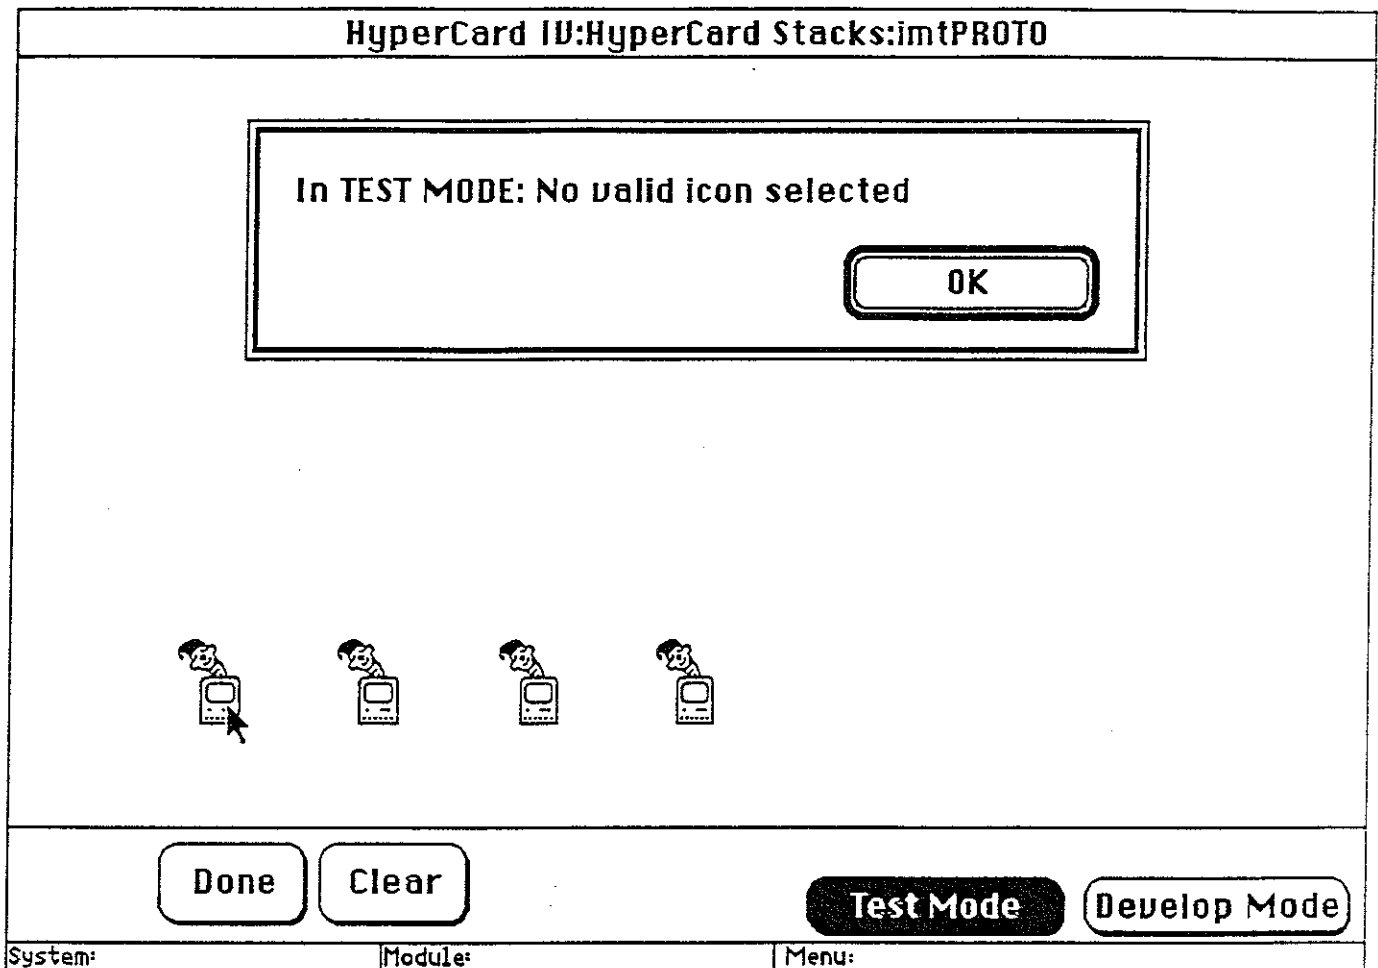 HyperCard IV:HyperCard Stacks:imtPROTO
In TEST MODE: No valid icon selected
OK
Done Clear Test Mode Develop Mode
System: Module: Menu: